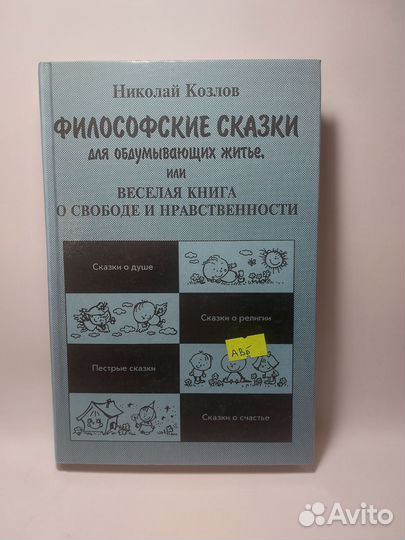 Николай Козлов
ФИЛОСОФСКИЕ СКАЗКИ
ДЛЯ ОБДУМЫВАЮЩИХ ЖИТЬЕ,
ИЛИ
ВЕСЕЛАЯ КНИГА
О СВОБОДЕ И НРАВСТВЕННОСТИ
Сказки о душе
Сказки о религии
АВБ
Пестрые сказки
Сказки о счастье
Avito